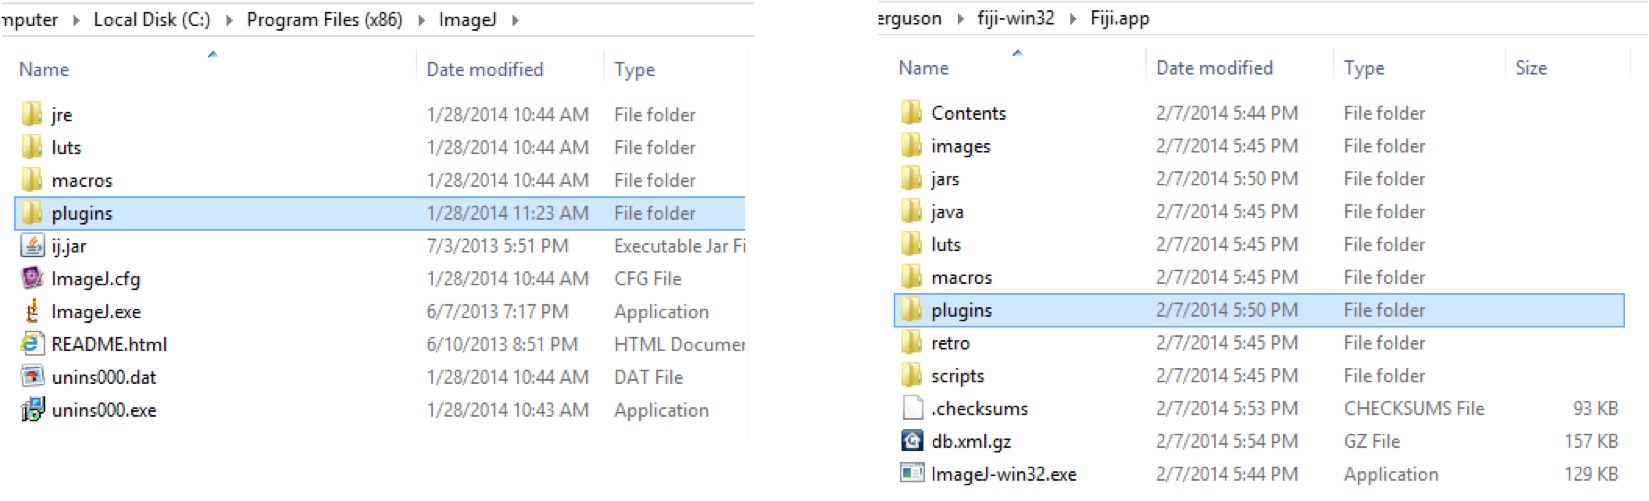 mputer Local Disk (C:) Program Files (x86) ImageJ
Name Date modified Type
jre 1/28/2014 10:44 AM File folder
luts 1/28/2014 10:44 AM File folder
macros 1/28/2014 10:44 AM File folder
plugins 1/28/2014 11:23 AM File folder
ij.jar 7/3/2013 5:51 PM Executable Jar Fi
ImageJ.cfg 1/28/2014 10:44 AM CFG File
ImageJ.exe 6/7/2013 7:17 PM Application
README.html 6/10/2013 8:51 PM HTML Documer
unins000.dat 1/28/2014 10:44 AM DAT File
unins000.exe 1/28/2014 10:43 AM Application
erguson fiji-win32 Fiji.app
Name Date modified Type Size
Contents 2/7/2014 5:44 PM File folder
images 2/7/2014 5:45 PM File folder
jars 2/7/2014 5:50 PM File folder
java 2/7/2014 5:45 PM File folder
luts 2/7/2014 5:45 PM File folder
macros 2/7/2014 5:45 PM File folder
plugins 2/7/2014 5:50 PM File folder
retro 2/7/2014 5:45 PM File folder
scripts 2/7/2014 5:45 PM File folder
.checksums 2/7/2014 5:53 PM CHECKSUMS File 93 KB
db.xml.gz 2/7/2014 5:54 PM GZ File 157 KB
ImageJ-win32.exe 2/7/2014 5:44 PM Application 129 KB